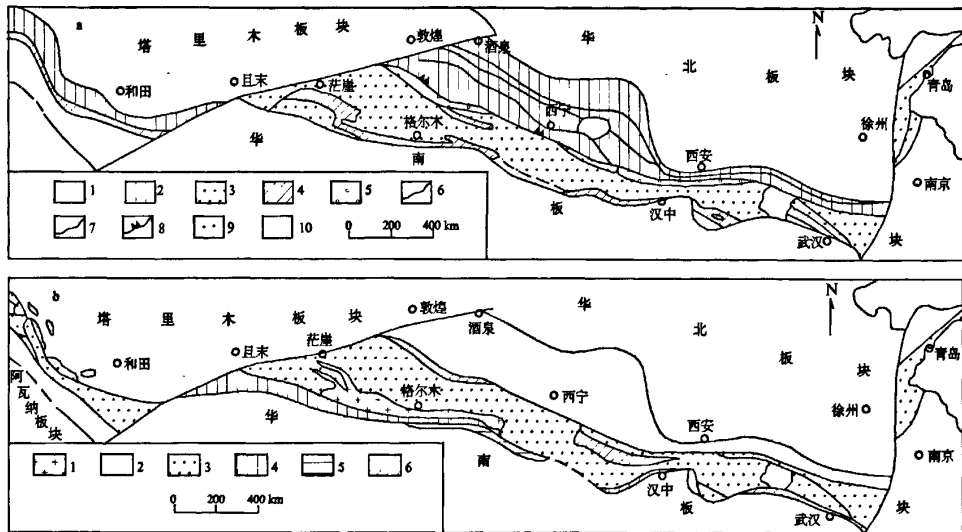 a
塔里木板块
敦煌
酒泉
华
北
板
块
N
青岛
和田
且末
茫崖
格尔木
西宁
西安
徐州
南京
汉中
武汉
华
南
板
块
1
2
3
4
5
6
7
8
9
10
0 200 400 km
b
塔里木板块
敦煌
酒泉
华
北
板
块
N
青岛
和田
且末
茫崖
格尔木
西宁
西安
徐州
南京
汉中
武汉
阿瓦纳板块
华
南
板
块
1
2
3
4
5
6
0 200 400 km